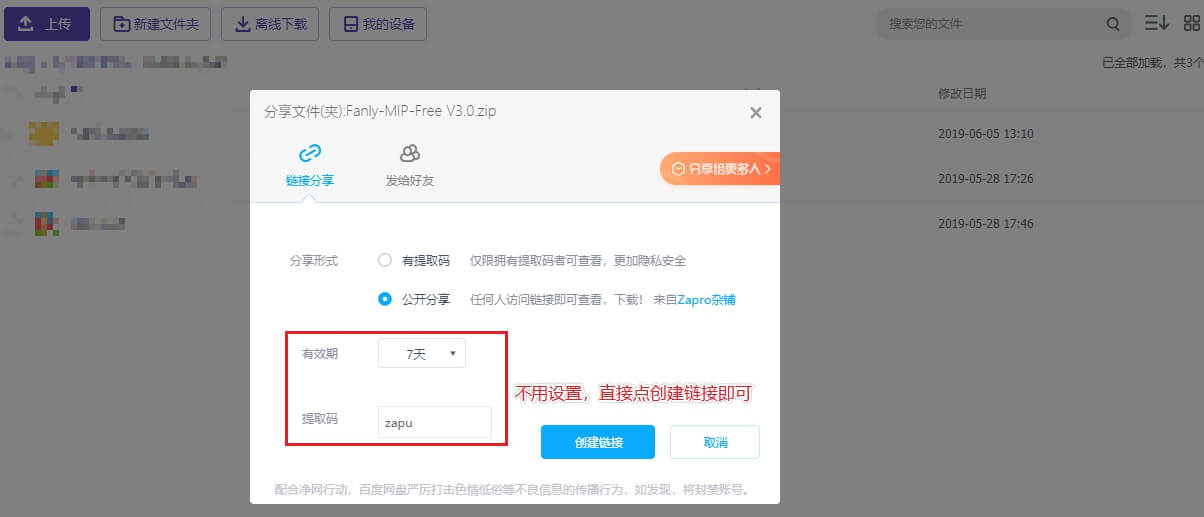 上传
新建文件夹
离线下载
我的设备
搜索您的文件
已全部加载，共3个
修改日期
2019-06-05 13:10
2019-05-28 17:26
2019-05-28 17:46
分享文件(夹):Fanly-MIP-Free V3.0.zip
链接分享
发给好友
分享给更多人
分享形式
有提取码 仅限拥有提取码者可查看，更加隐私安全
公开分享 任何人访问链接即可查看，下载！ 来自Zapro杂铺
有效期 7天
不用设置，直接点创建链接即可
提取码 zapu
创建链接 取消
配合净网行动，百度网盘严厉打击色情低俗等不良信息的传播行为，如发现，将封禁账号。